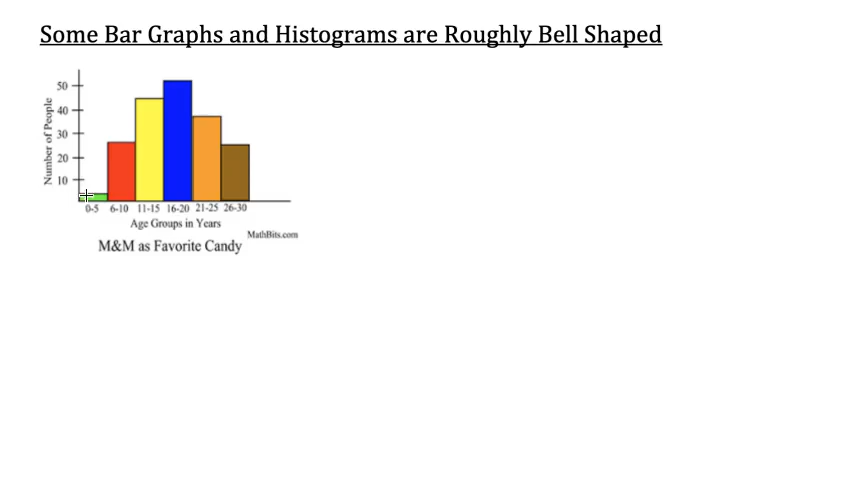 Some Bar Graphs and Histograms are Roughly Bell Shaped
Number of People
50
40
30
20
10
0-5 6-10 11-15 16-20 21-25 26-30
Age Groups in Years
MathBits.com
M&M as Favorite Candy